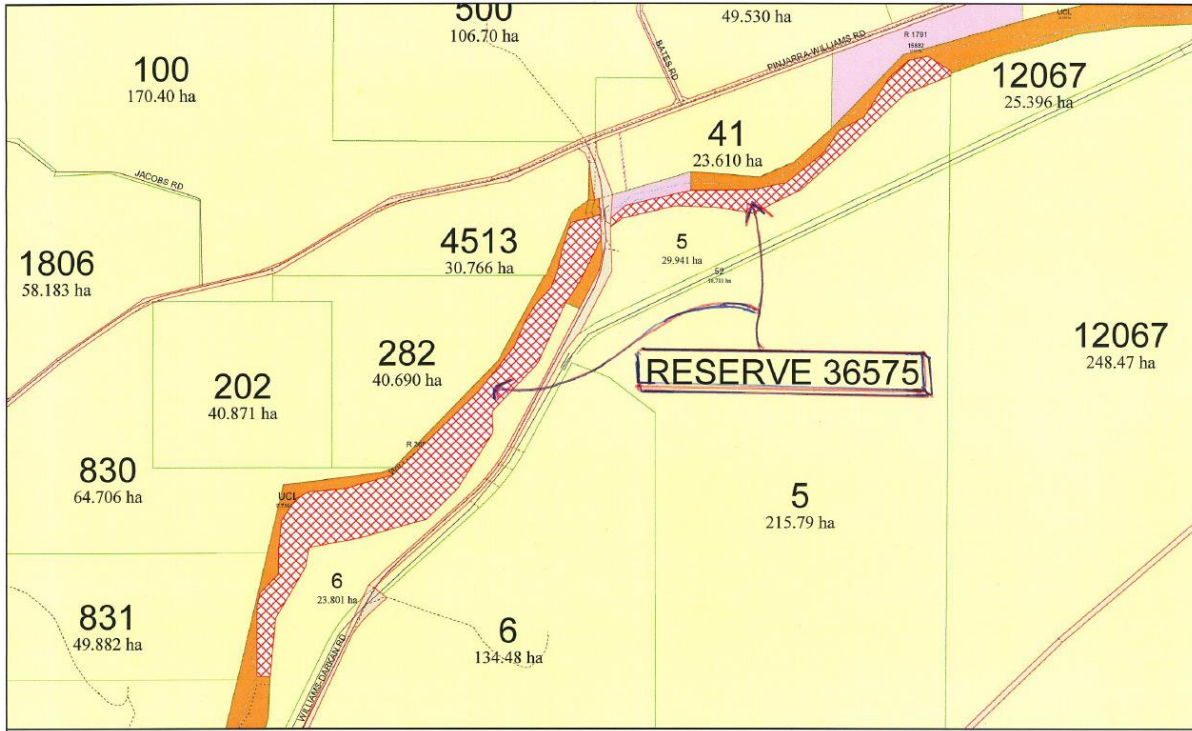 500
106.70 ha
49.530 ha
UCL
R 1791
15882
100
170.40 ha
BATES RD
PINJARRA-WILLIAMS RD
12067
25.396 ha
41
23.610 ha
JACOBS RD
4513
30.766 ha
5
29.941 ha
52
1806
58.183 ha
282
40.690 ha
12067
248.47 ha
RESERVE 36575
202
40.871 ha
830
64.706 ha
UCL
5
215.79 ha
6
23.801 ha
831
49.882 ha
6
134.48 ha
WILLIAMS-DARKAN RD